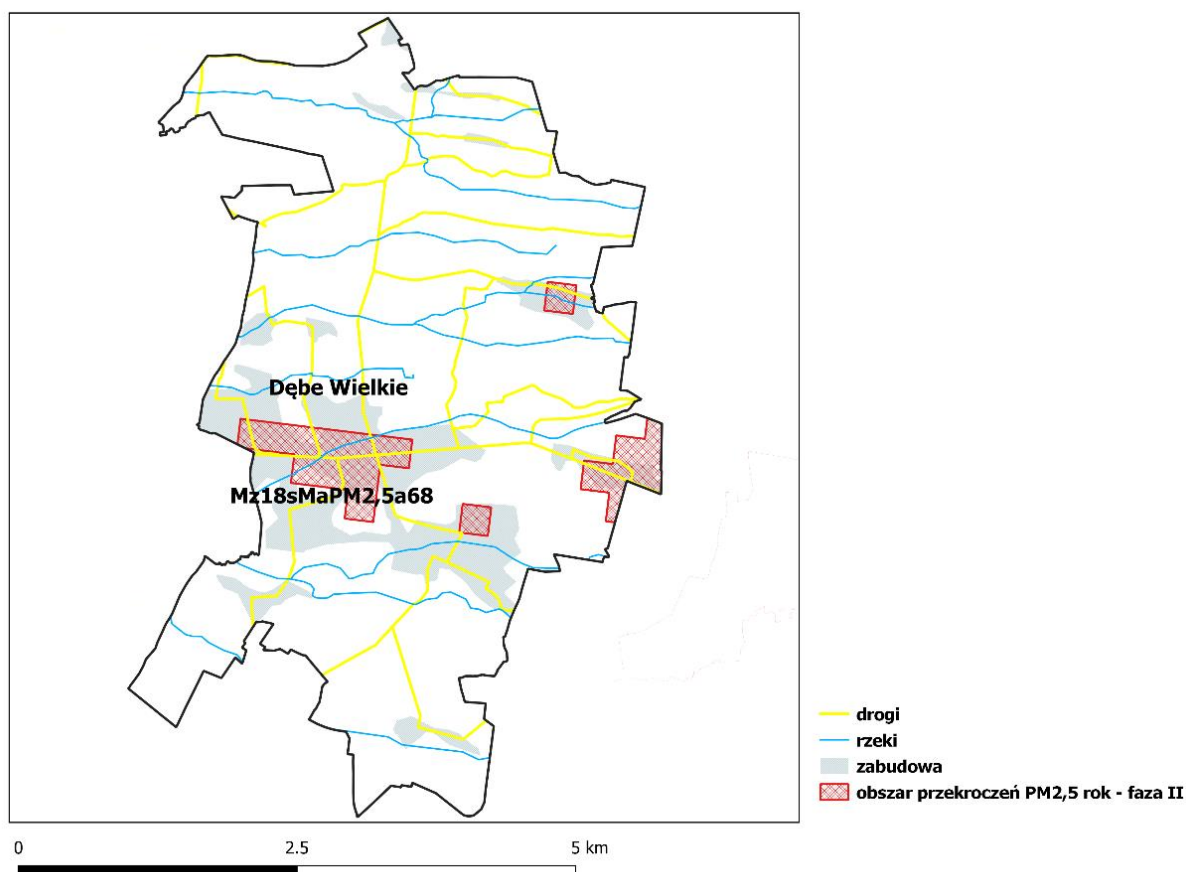 Dębe Wielkie
Mz18sMaPM2,5a68
drogi
rzeki
zabudowa
obszar przekroczeń PM2,5 rok - faza II
0 2.5 5 km